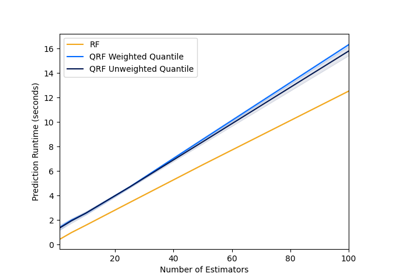 RF
QRF Weighted Quantile
QRF Unweighted Quantile
Prediction Runtime (seconds)
16
14
12
10
8
6
4
2
0
20 40 60 80 100
Number of Estimators